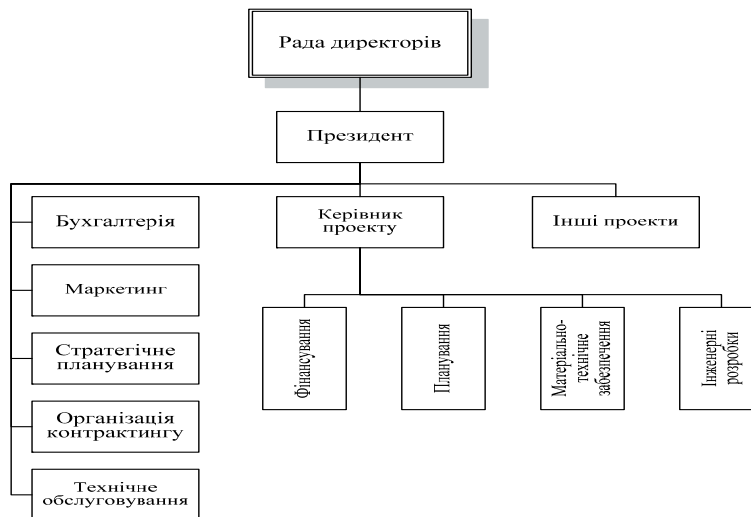 Рада директорів
Президент
Бухгалтерія
Керівник
проекту
Інші проекти
Маркетинг
Стратегічне
планування
Організація
контрактингу
Технічне
обслуговування
Фінансування
Планування
Матеріально-
технічне
забезпечення
Інженерні
розробки